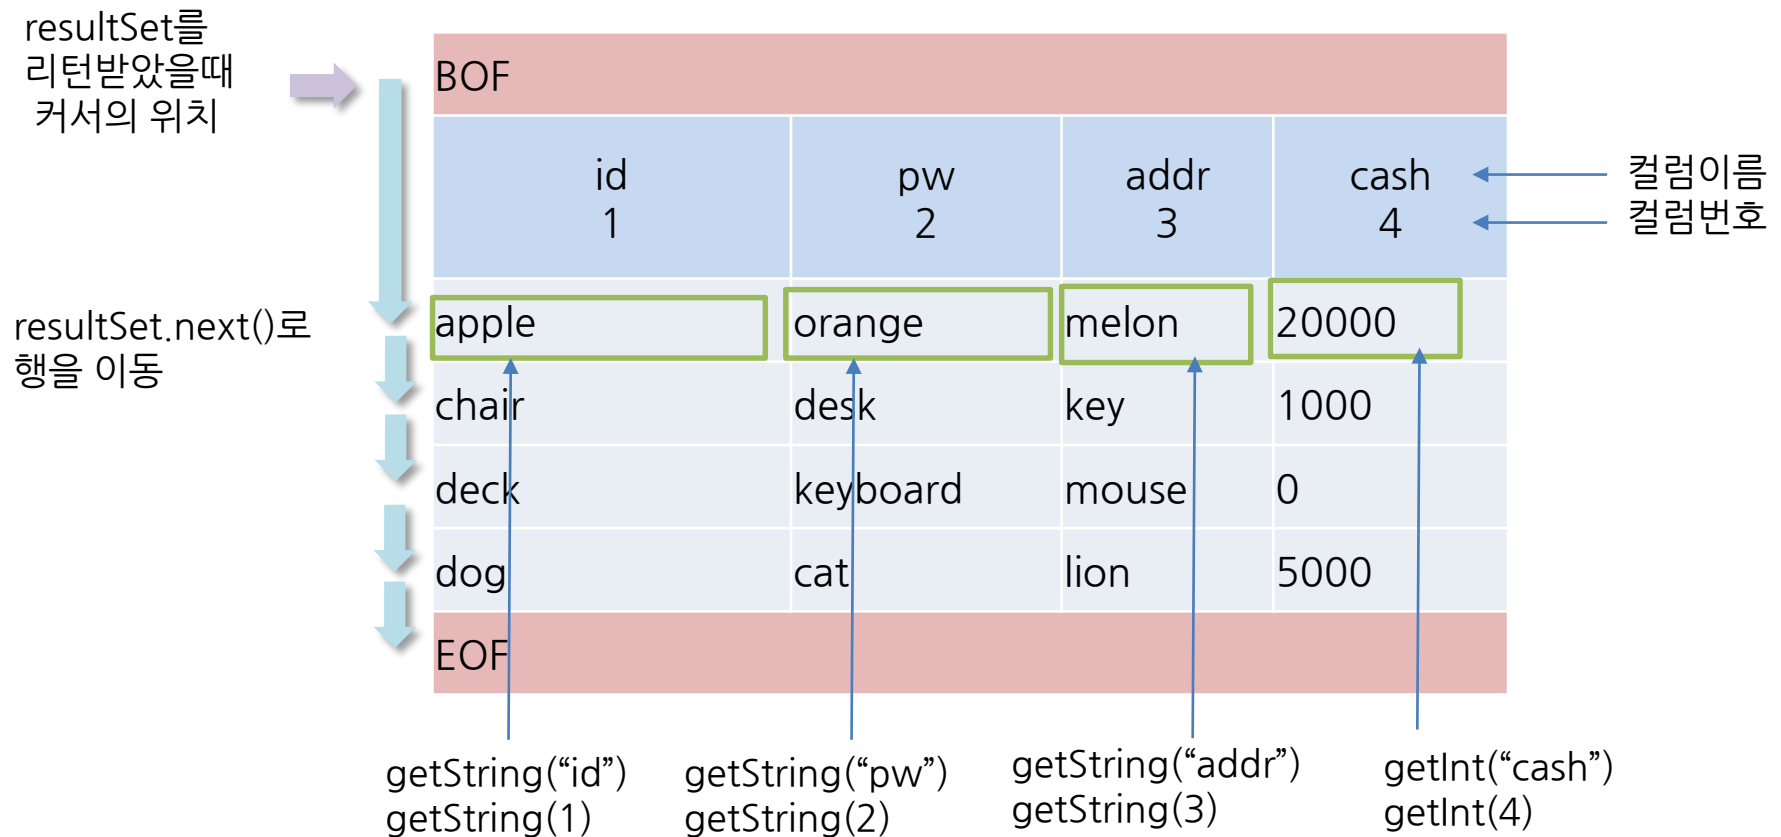 resultSet를
리턴받았을때
커서의 위치
BOF
id
1
pw
2
addr
3
cash
4
컬럼이름
컬럼번호
resultSet.next()로
행을 이동
apple
orange
melon
20000
chair
desk
key
1000
deck
keyboard
mouse
0
dog
cat
lion
5000
EOF
getString(“id”)
getString(1)
getString(“pw”)
getString(2)
getString(“addr”)
getString(3)
getInt(“cash”)
getInt(4)